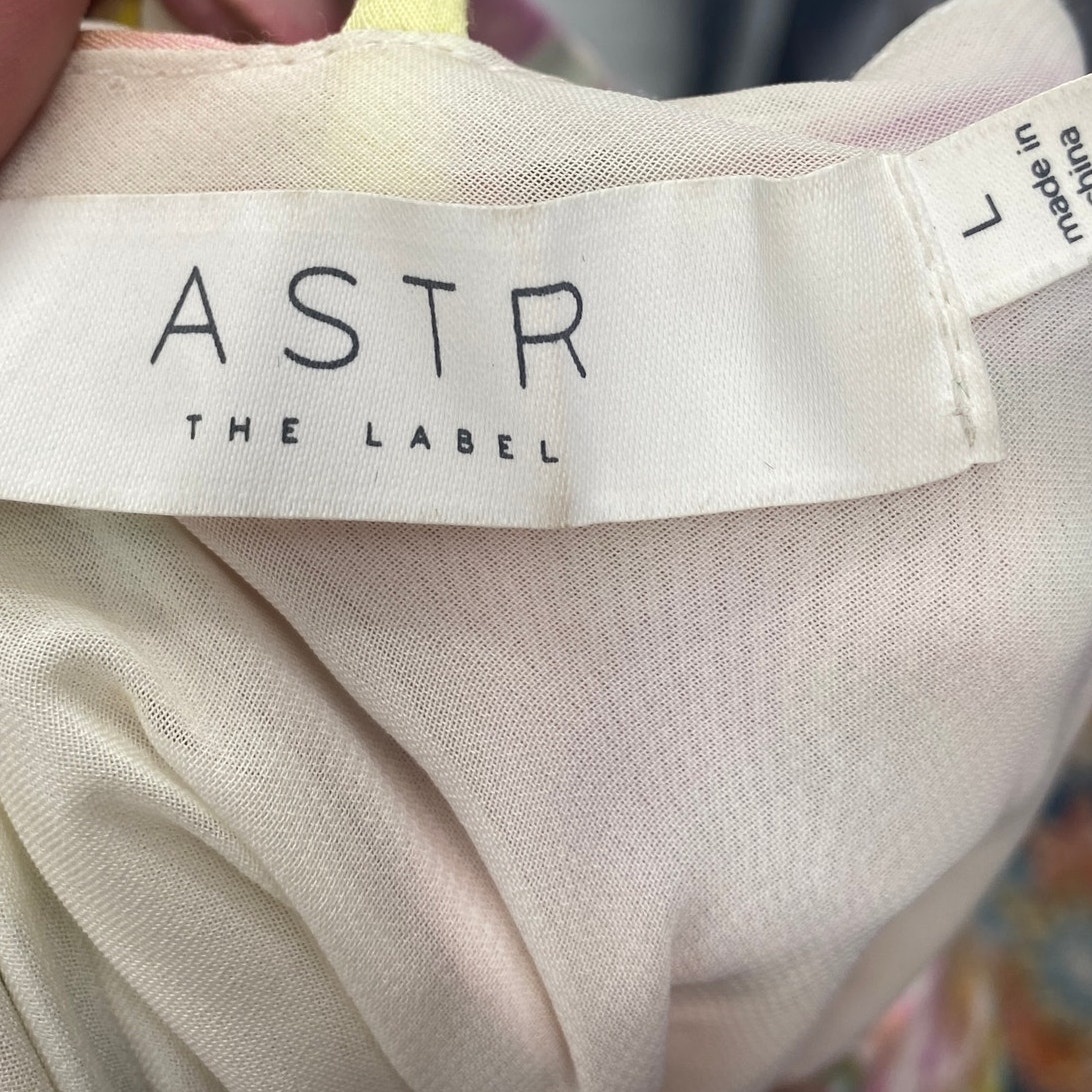 ASTR
THE LABEL
L
made in
china